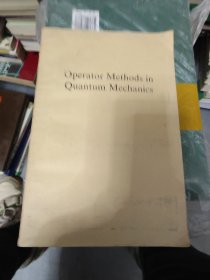 Operator Methods in
Quantum Mechanics